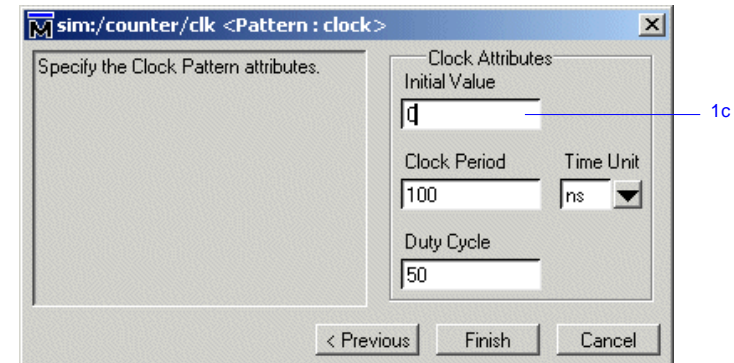 sim:/counter/clk <Pattern : clock>
Specify the Clock Pattern attributes.
Clock Attributes
Initial Value
0
1c
Clock Period Time Unit
100 ns
Duty Cycle
50
< Previous Finish Cancel